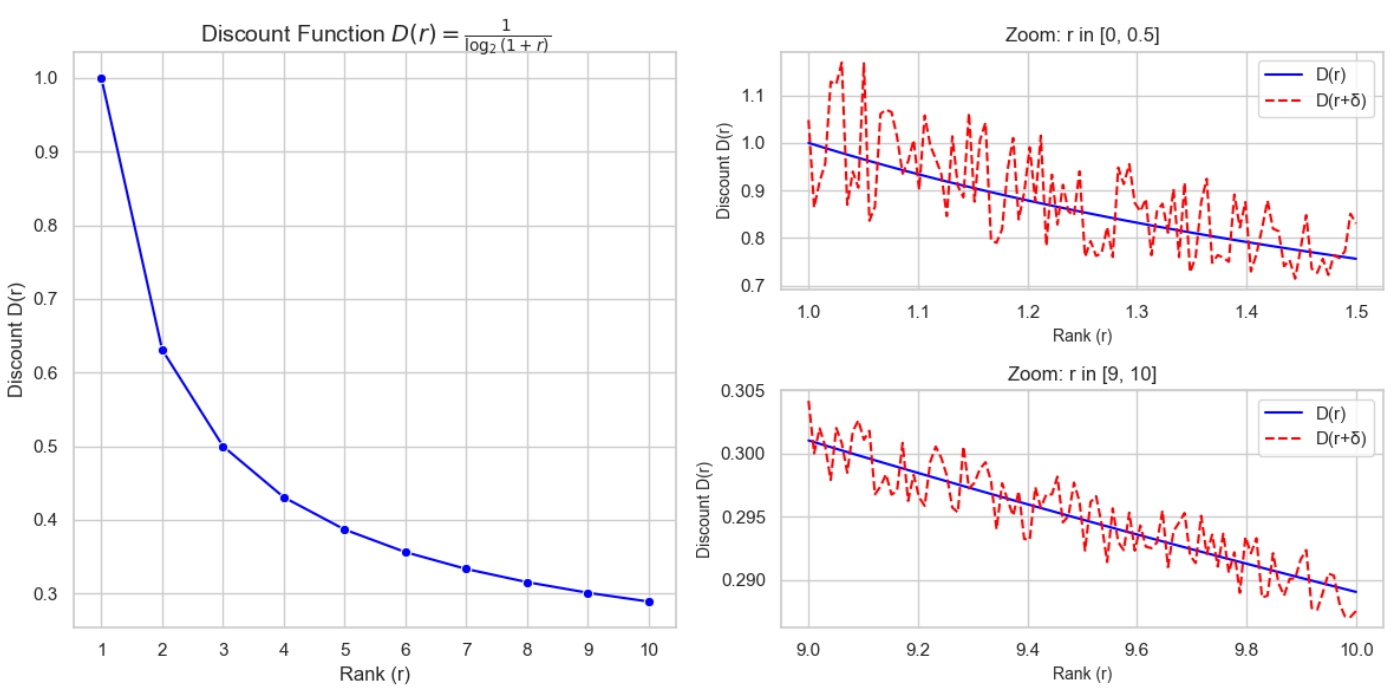 Discount Function D(r) = 1/log₂(1+r)
Discount D(r)
1.0
0.9
0.8
0.7
0.6
0.5
0.4
0.3
1 2 3 4 5 6 7 8 9 10
Rank (r)
Zoom: r in [0, 0.5]
D(r)
D(r+δ)
Discount D(r)
1.1
1.0
0.9
0.8
0.7
1.0 1.1 1.2 1.3 1.4 1.5
Rank (r)
Zoom: r in [9, 10]
D(r)
D(r+δ)
Discount D(r)
0.305
0.300
0.295
0.290
9.0 9.2 9.4 9.6 9.8 10.0
Rank (r)